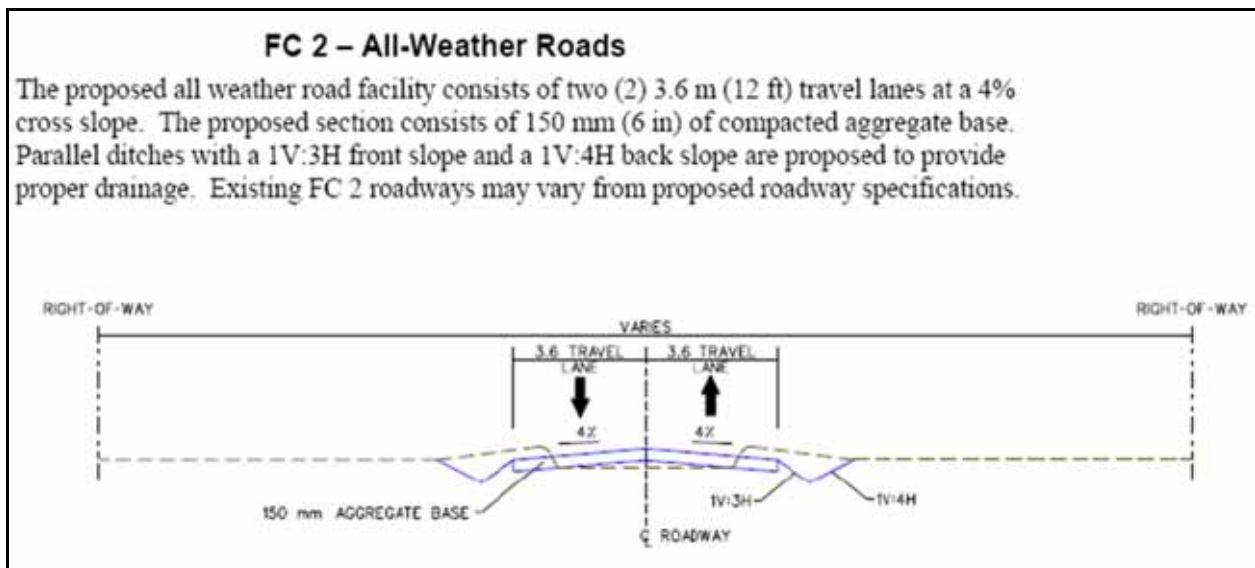 FC 2 – All-Weather Roads
The proposed all weather road facility consists of two (2) 3.6 m (12 ft) travel lanes at a 4%
cross slope. The proposed section consists of 150 mm (6 in) of compacted aggregate base.
Parallel ditches with a 1V:3H front slope and a 1V:4H back slope are proposed to provide
proper drainage. Existing FC 2 roadways may vary from proposed roadway specifications.
RIGHT-OF-WAY
RIGHT-OF-WAY
VARIES
3.6 TRAVEL
LANE
3.6 TRAVEL
LANE
4%
4%
150 mm AGGREGATE BASE
1V:3H
1V:4H
℄ ROADWAY